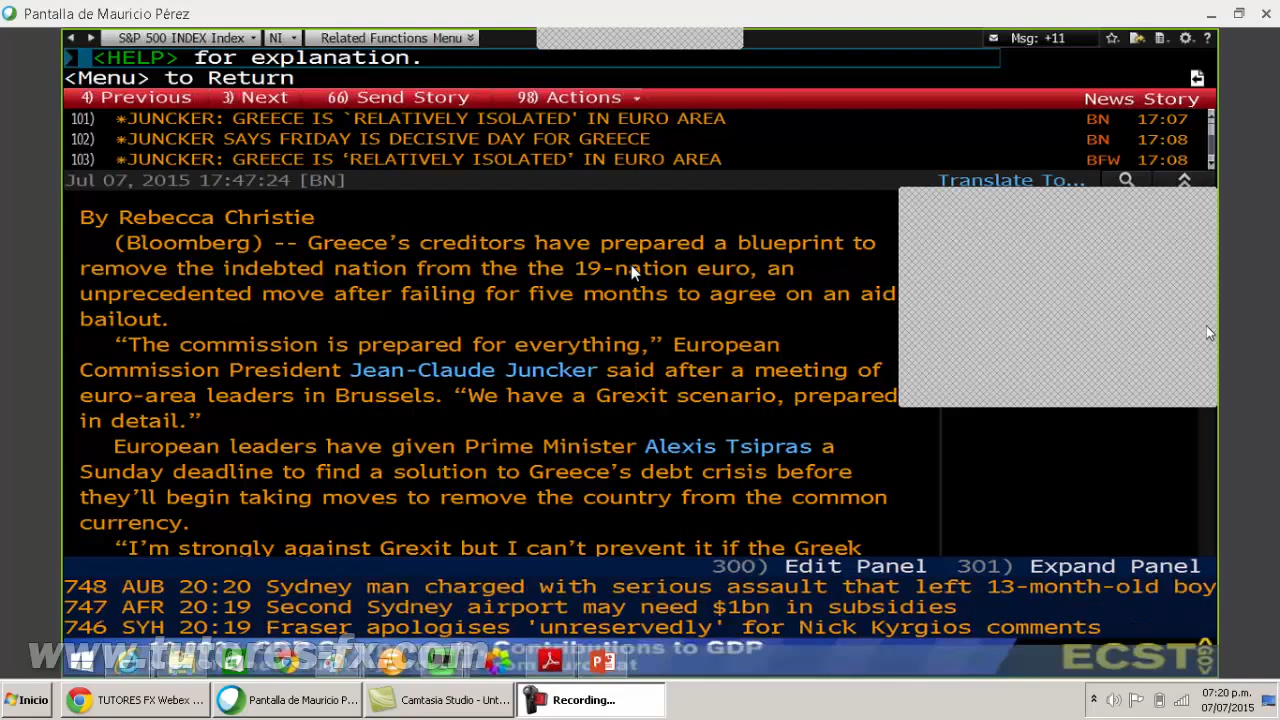 Pantalla de Mauricio Pérez
S&P 500 INDEX Index NI Related Functions Menu Msg: +11
<HELP> for explanation.
<Menu> to Return
4) Previous 3) Next 66) Send Story 98) Actions News Story
101) *JUNCKER: GREECE IS `RELATIVELY ISOLATED' IN EURO AREA BN 17:07
102) *JUNCKER SAYS FRIDAY IS DECISIVE DAY FOR GREECE BN 17:08
103) *JUNCKER: GREECE IS ‘RELATIVELY ISOLATED’ IN EURO AREA BFW 17:08
Jul 07, 2015 17:47:24 [BN] Translate To...
By Rebecca Christie
(Bloomberg) -- Greece’s creditors have prepared a blueprint to
remove the indebted nation from the the 19-nation euro, an
unprecedented move after failing for five months to agree on an aid
bailout.
“The commission is prepared for everything,” European
Commission President Jean-Claude Juncker said after a meeting of
euro-area leaders in Brussels. “We have a Grexit scenario, prepared
in detail.”
European leaders have given Prime Minister Alexis Tsipras a
Sunday deadline to find a solution to Greece’s debt crisis before
they’ll begin taking moves to remove the country from the common
currency.
“I’m strongly against Grexit but I can’t prevent it if the Greek
300) Edit Panel 301) Expand Panel
748 AUB 20:20 Sydney man charged with serious assault that left 13-month-old boy
747 AFR 20:19 Second Sydney airport may need $1bn in subsidies
746 SYH 20:19 Fraser apologises 'unreservedly' for Nick Kyrgios comments
www.tutoresfx.com
Contributions to GDP
ECST <GO>
Inicio TUTORES FX Webex ... Pantalla de Mauricio P... Camtasia Studio - Unt... Recording... 07:20 p.m.
07/07/2015